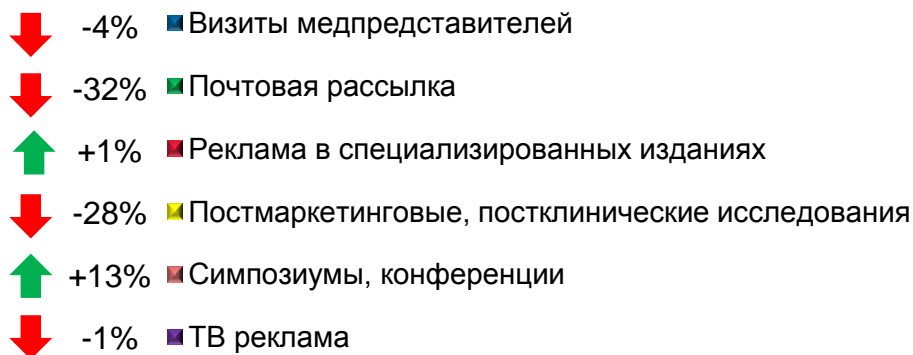 -4% Визиты медпредставителей
-32% Почтовая рассылка
+1% Реклама в специализированных изданиях
-28% Постмаркетинговые, постклинические исследования
+13% Симпозиумы, конференции
-1% ТВ реклама